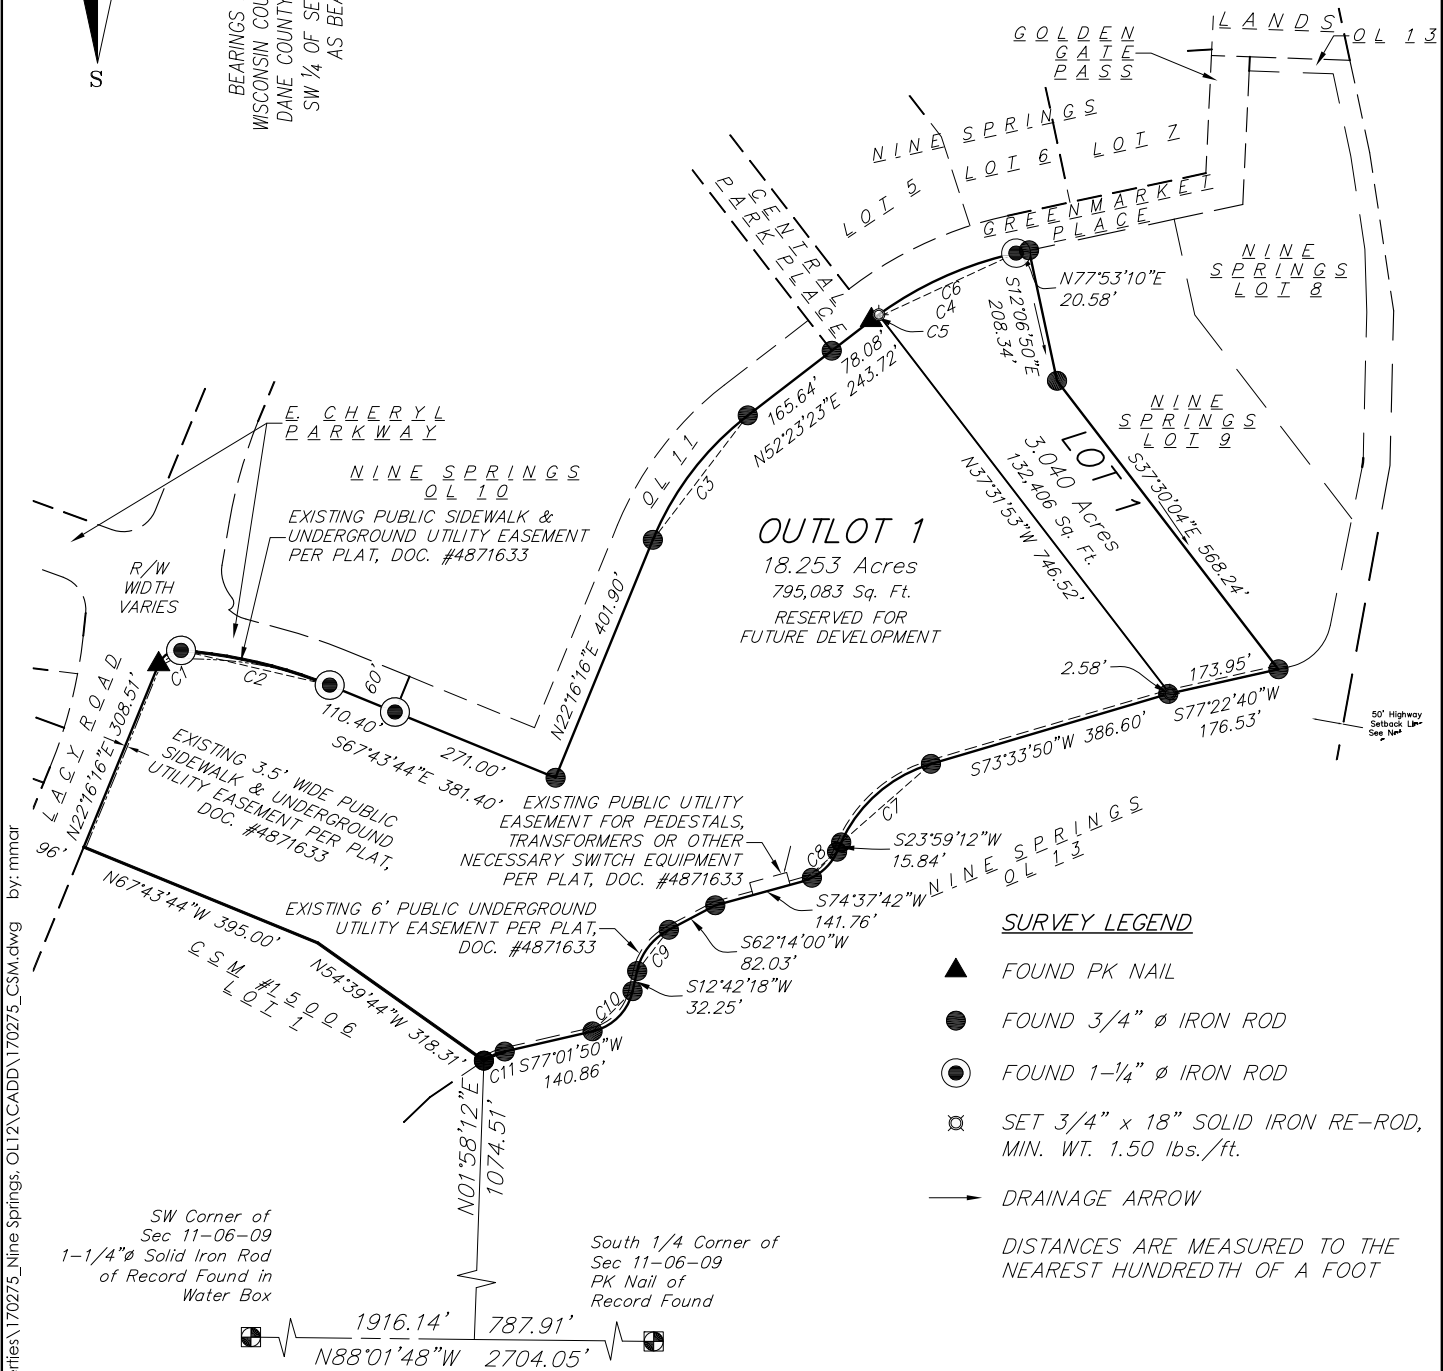 S
BEARINGS
WISCONSIN COU
DANE COUNTY
SW ¼ OF SE
AS BEA
GOLDEN
GATE
PASS
LANDS
OL 13
NINE SPRINGS
LOT 5
LOT 6
LOT 7
CENTRAL
PARK PLACE
GREENMARKET
PLACE
NINE
SPRINGS
LOT 8
N77°53'10"E
20.58'
C6
C4
C5
S12°06'50"E
208.34'
78.08'
165.64'
N52°23'23"E 243.72'
NINE
SPRINGS
LOT 9
E. CHERYL
PARKWAY
NINE SPRINGS
OL 10
OL 11
C3
EXISTING PUBLIC SIDEWALK &
UNDERGROUND UTILITY EASEMENT
PER PLAT, DOC. #4871633
OUTLOT 1
18.253 Acres
795,083 Sq. Ft.
RESERVED FOR
FUTURE DEVELOPMENT
LOT 1
3.040 Acres
132,406 Sq. Ft.
N37°31'53"W 746.52'
S37°30'04"E 568.24'
R/W
WIDTH
VARIES
C1
C2
60'
N22°16'16"E 401.90'
110.40'
271.00'
S67°43'44"E 381.40'
2.58'
173.95'
S77°22'40"W
176.53'
50' Highway
Setback Line
See
LACY ROAD
N22°16'16"E 308.51'
96'
EXISTING 3.5' WIDE PUBLIC
SIDEWALK & UNDERGROUND
UTILITY EASEMENT PER PLAT,
DOC. #4871633
S73°33'50"W 386.60'
EXISTING PUBLIC UTILITY
EASEMENT FOR PEDESTALS,
TRANSFORMERS OR OTHER
NECESSARY SWITCH EQUIPMENT
PER PLAT, DOC. #4871633
C7
C8
S23°59'12"W
15.84'
NINE SPRINGS
OL 13
S74°37'42"W
141.76'
N67°43'44"W 395.00'
EXISTING 6' PUBLIC UNDERGROUND
UTILITY EASEMENT PER PLAT,
DOC. #4871633
S62°14'00"W
82.03'
C9
S12°42'18"W
32.25'
CSM #15006
LOT 1
N54°39'44"W 318.31'
C10
C11
S77°01'50"W
140.86'
N01°58'12"E
1074.51'
SURVEY LEGEND
FOUND PK NAIL
FOUND 3/4" ø IRON ROD
FOUND 1-¼" ø IRON ROD
SET 3/4" x 18" SOLID IRON RE-ROD,
MIN. WT. 1.50 lbs./ft.
DRAINAGE ARROW
DISTANCES ARE MEASURED TO THE
NEAREST HUNDREDTH OF A FOOT
SW Corner of
Sec 11-06-09
1-1/4"ø Solid Iron Rod
of Record Found in
Water Box
South 1/4 Corner of
Sec 11-06-09
PK Nail of
Record Found
1916.14' 787.91'
N88°01'48"W 2704.05'
rties\170275_Nine Springs, OL12\CADD\170275_CSM.dwg by: mmar